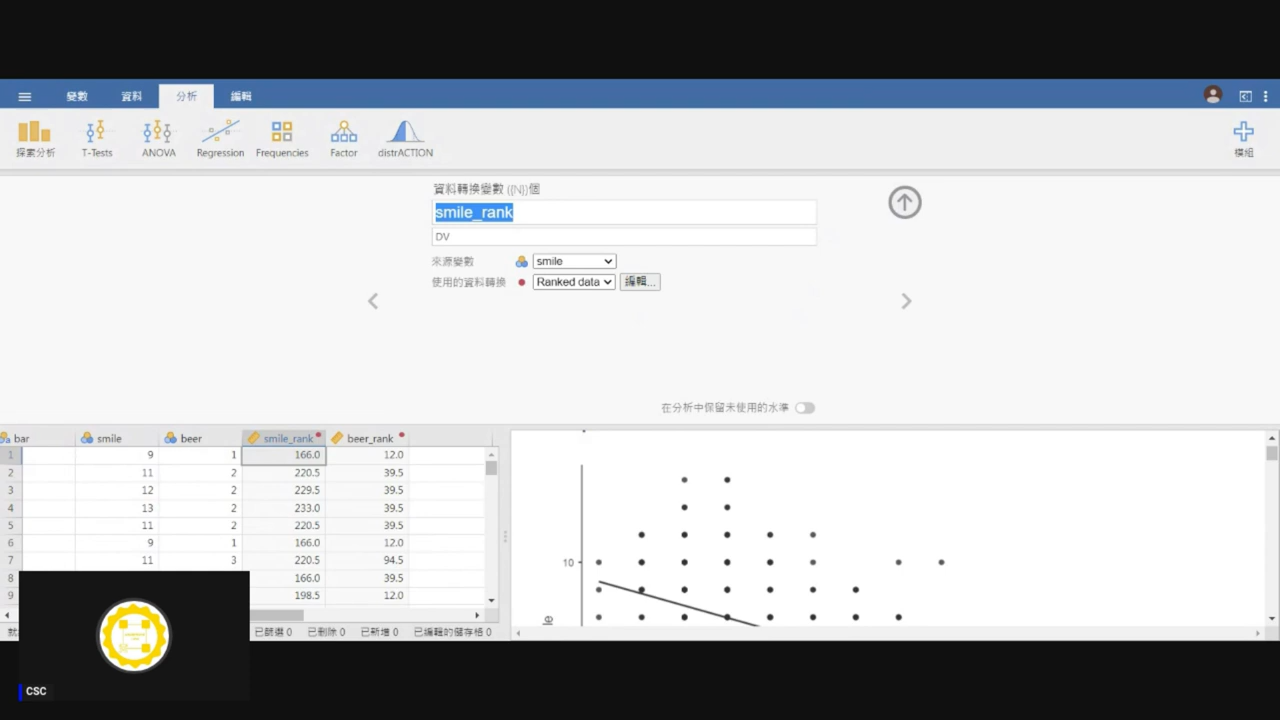 變數 資料 分析 編輯
探索分析 T-Tests ANOVA Regression Frequencies Factor distrACTION 模組
資料轉換變數 ({N})個
smile_rank
DV
來源變數 smile
使用的資料轉換 Ranked data 編輯...
在分析中保留未使用的水準
bar smile beer smile_rank beer_rank
1 9 1 166.0 12.0
2 11 2 220.5 39.5
3 12 2 229.5 39.5
4 13 2 233.0 39.5
5 11 2 220.5 39.5
6 9 1 166.0 12.0
7 11 3 220.5 94.5
8 166.0 39.5
9 198.5 12.0
已篩選 0 已刪除 0 已新增 0 已編輯的儲存格 0
10
CSC